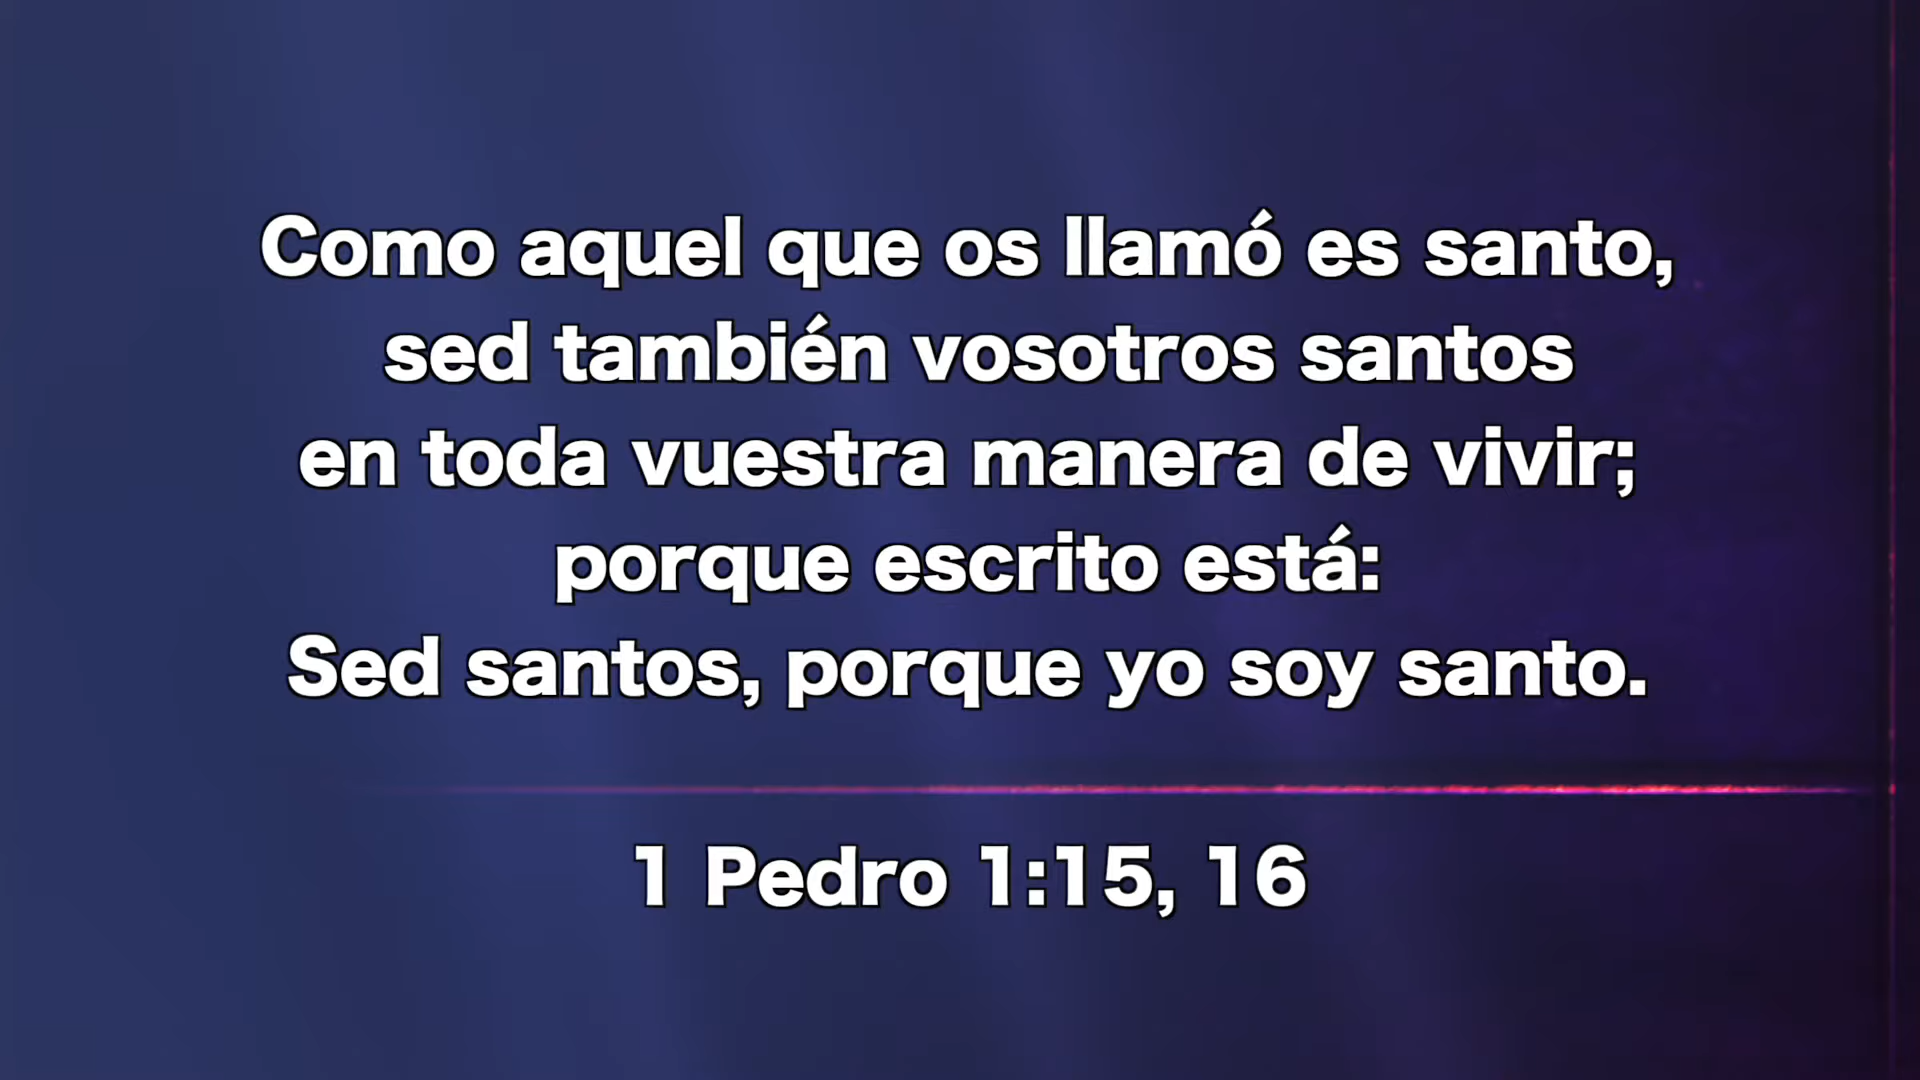 Como aquel que os llamó es santo,
sed también vosotros santos
en toda vuestra manera de vivir;
porque escrito está:
Sed santos, porque yo soy santo.
1 Pedro 1:15, 16